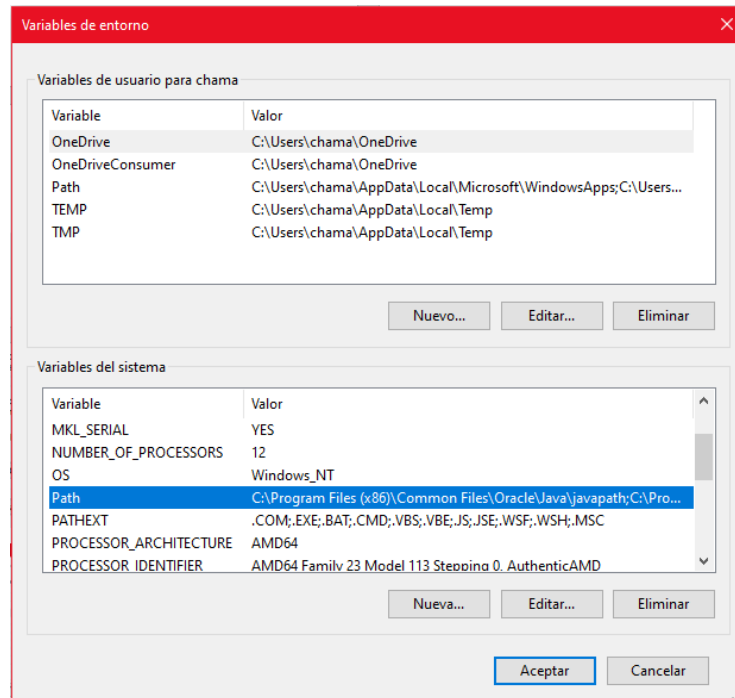 Variables de entorno
Variables de usuario para chama
Variable Valor
OneDrive C:\Users\chama\OneDrive
OneDriveConsumer C:\Users\chama\OneDrive
Path C:\Users\chama\AppData\Local\Microsoft\WindowsApps;C:\Users...
TEMP C:\Users\chama\AppData\Local\Temp
TMP C:\Users\chama\AppData\Local\Temp
Nuevo... Editar... Eliminar
Variables del sistema
Variable Valor
MKL_SERIAL YES
NUMBER_OF_PROCESSORS 12
OS Windows_NT
Path C:\Program Files (x86)\Common Files\Oracle\Java\javapath;C:\Pro...
PATHEXT .COM;.EXE;.BAT;.CMD;.VBS;.VBE;.JS;.JSE;.WSF;.WSH;.MSC
PROCESSOR_ARCHITECTURE AMD64
PROCESSOR_IDENTIFIER AMD64 Family 23 Model 113 Stepping 0, AuthenticAMD
Nueva... Editar... Eliminar
Aceptar Cancelar